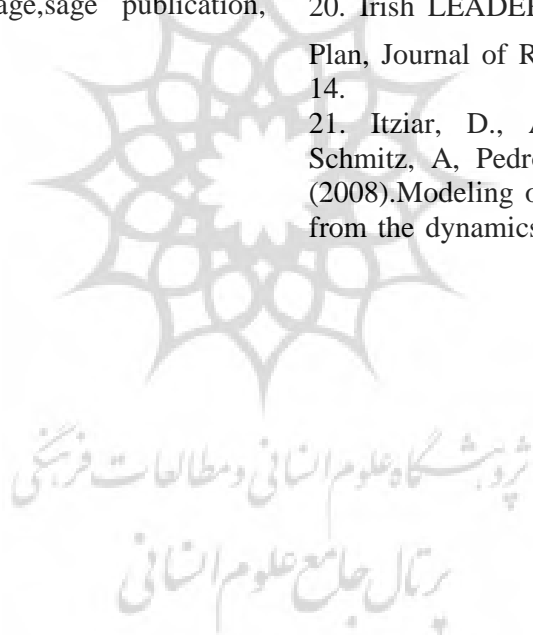 age,sage publication,
20. Irish LEADER
Plan, Journal of R
14.
21. Itziar, D., A
Schmitz, A, Pedr
(2008).Modeling o
from the dynamics
پژوهشگاه علوم انسانی و مطالعات فرهنگی
پرتال جامع علوم انسانی